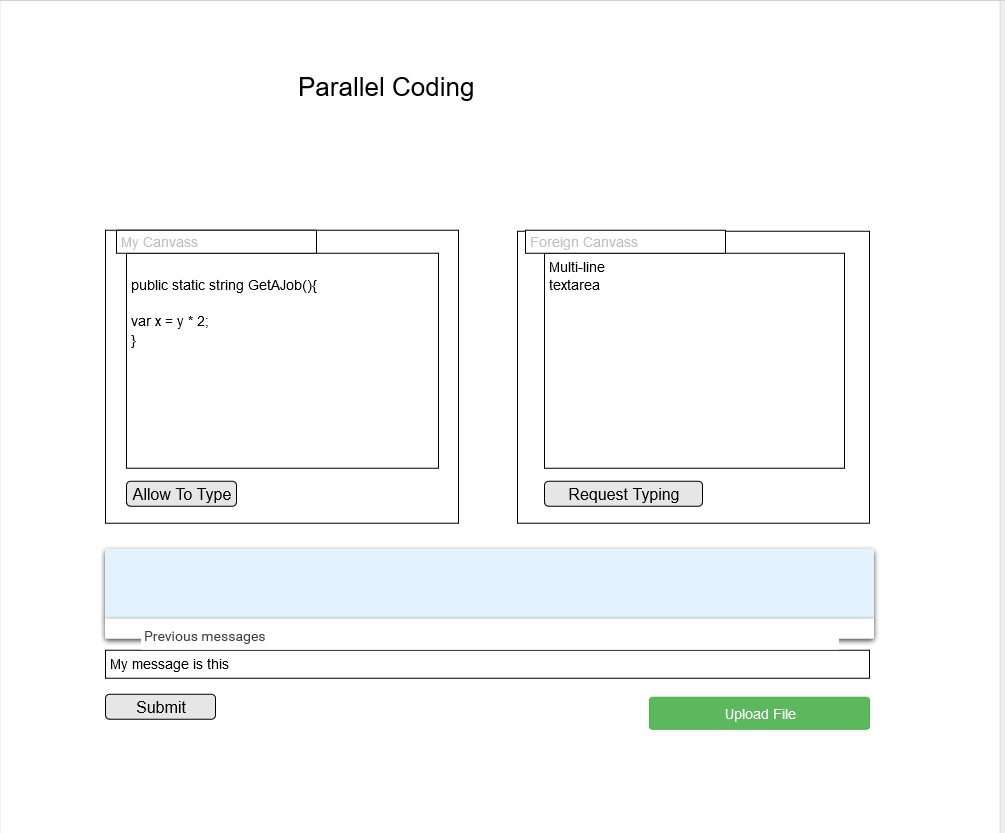 Parallel Coding
My Canvass
public static string GetAJob(){
var x = y * 2;
}
Allow To Type
Foreign Canvass
Multi-line
textarea
Request Typing
Previous messages
My message is this
Submit
Upload File